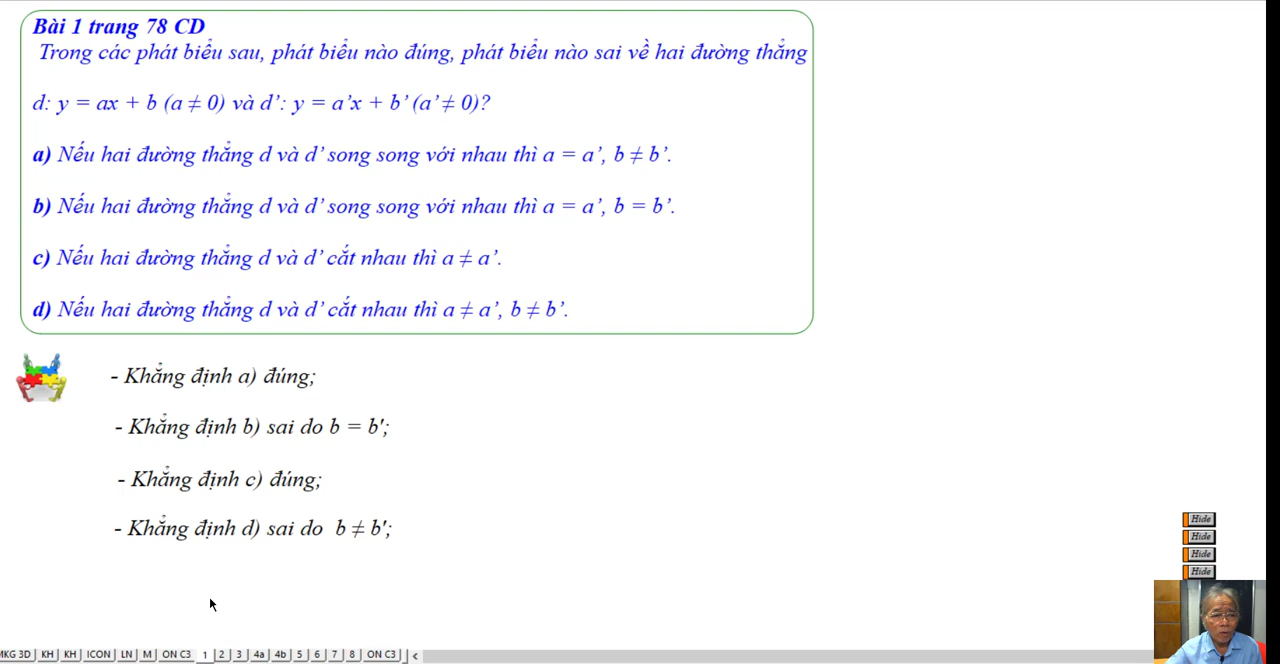 Bài 1 trang 78 CD
Trong các phát biểu sau, phát biểu nào đúng, phát biểu nào sai về hai đường thẳng
d: y = ax + b (a ≠ 0) và d’: y = a’x + b’ (a’ ≠ 0)?
a) Nếu hai đường thẳng d và d’ song song với nhau thì a = a’, b ≠ b’.
b) Nếu hai đường thẳng d và d’ song song với nhau thì a = a’, b = b’.
c) Nếu hai đường thẳng d và d’ cắt nhau thì a ≠ a’.
d) Nếu hai đường thẳng d và d’ cắt nhau thì a ≠ a’, b ≠ b’.
- Khẳng định a) đúng;
- Khẳng định b) sai do b = b';
- Khẳng định c) đúng;
- Khẳng định d) sai do b ≠ b';
Hide
Hide
Hide
Hide
MKG 3D | KH | KH | ICON | LN | M | ON C3 | 1 | 2 | 3 | 4a | 4b | 5 | 6 | 7 | 8 | ON C3 |